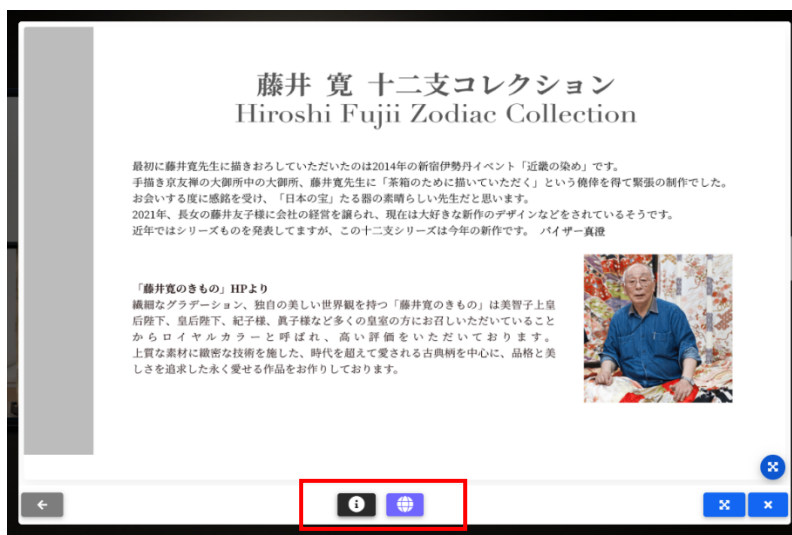 藤井 寛 十二支コレクション
Hiroshi Fujii Zodiac Collection
最初に藤井寛先生に描きおろしていただいたのは2014年の新宿伊勢丹イベント「近畿の染め」です。
手描き京友禅の大御所中の大御所、藤井寛先生に「茶箱のために描いていただく」という僥倖を得て緊張の制作でした。
お会いする度に感銘を受け、「日本の宝」たる器の素晴らしい先生だと思います。
2021年、長女の藤井友子様に会社の経営を譲られ、現在は大好きな新作のデザインなどをされているそうです。
近年ではシリーズものを発表してますが、この十二支シリーズは今年の新作です。 パイザー真澄
「藤井寛のきもの」HPより
繊細なグラデーション、独自の美しい世界観を持つ「藤井寛のきもの」は美智子上皇
后陛下、皇后陛下、紀子様、眞子様など多くの皇室の方にお召しいただいていること
からロイヤルカラーと呼ばれ、高い評価をいただいております。
上質な素材に緻密な技術を施した、時代を超えて愛される古典柄を中心に、品格と美
しさを追求した永く愛せる作品をお作りしております。